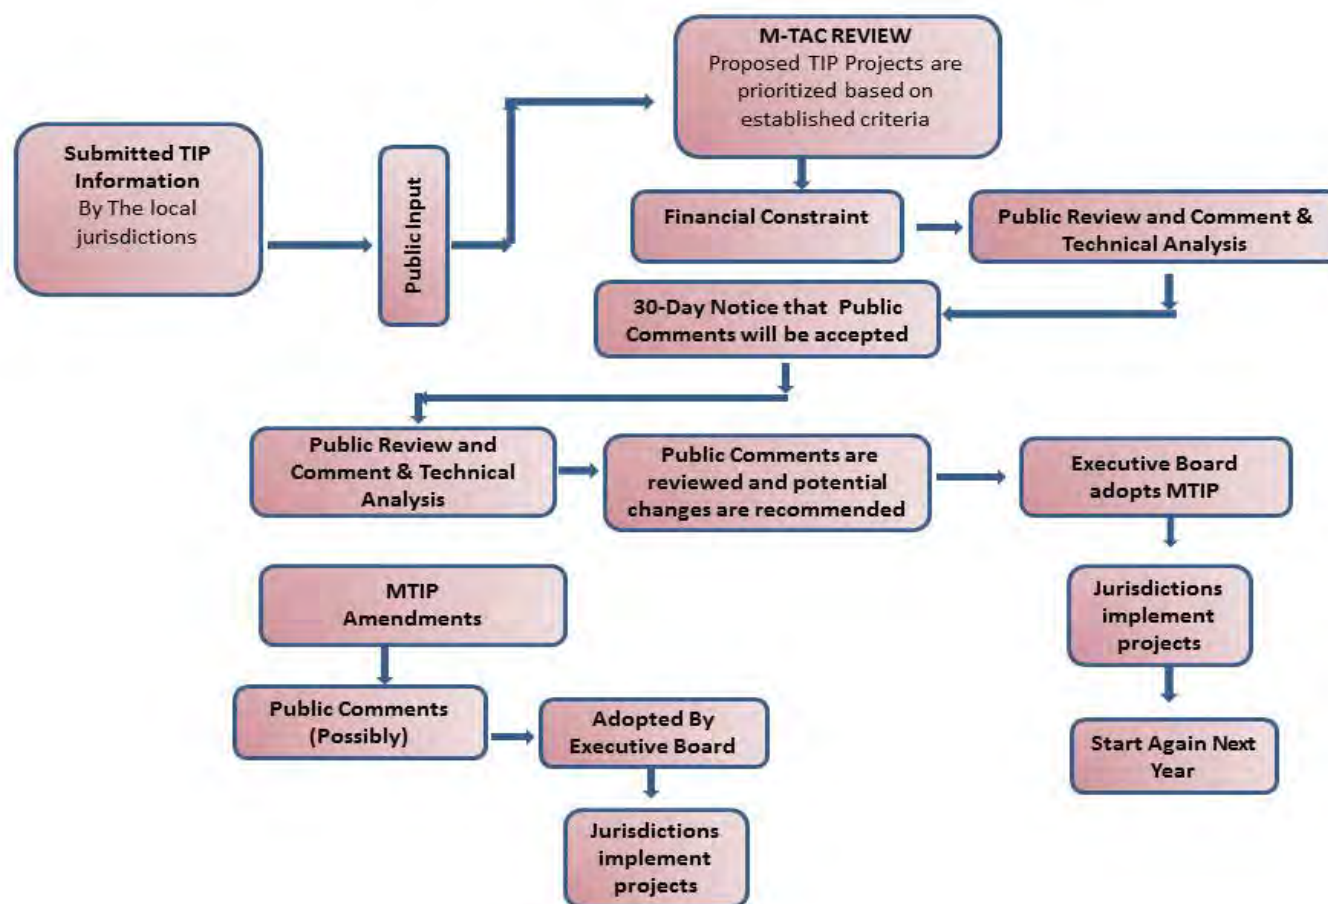 Submitted TIP
Information
By The local
jurisdictions
Public Input
M-TAC REVIEW
Proposed TIP Projects are
prioritized based on
established criteria
Financial Constraint
Public Review and Comment &
Technical Analysis
30-Day Notice that Public
Comments will be accepted
Public Review and
Comment & Technical
Analysis
Public Comments are
reviewed and potential
changes are recommended
Executive Board
adopts MTIP
Jurisdictions
implement
projects
Start Again Next
Year
MTIP
Amendments
Public Comments
(Possibly)
Adopted By
Executive Board
Jurisdictions
implement
projects